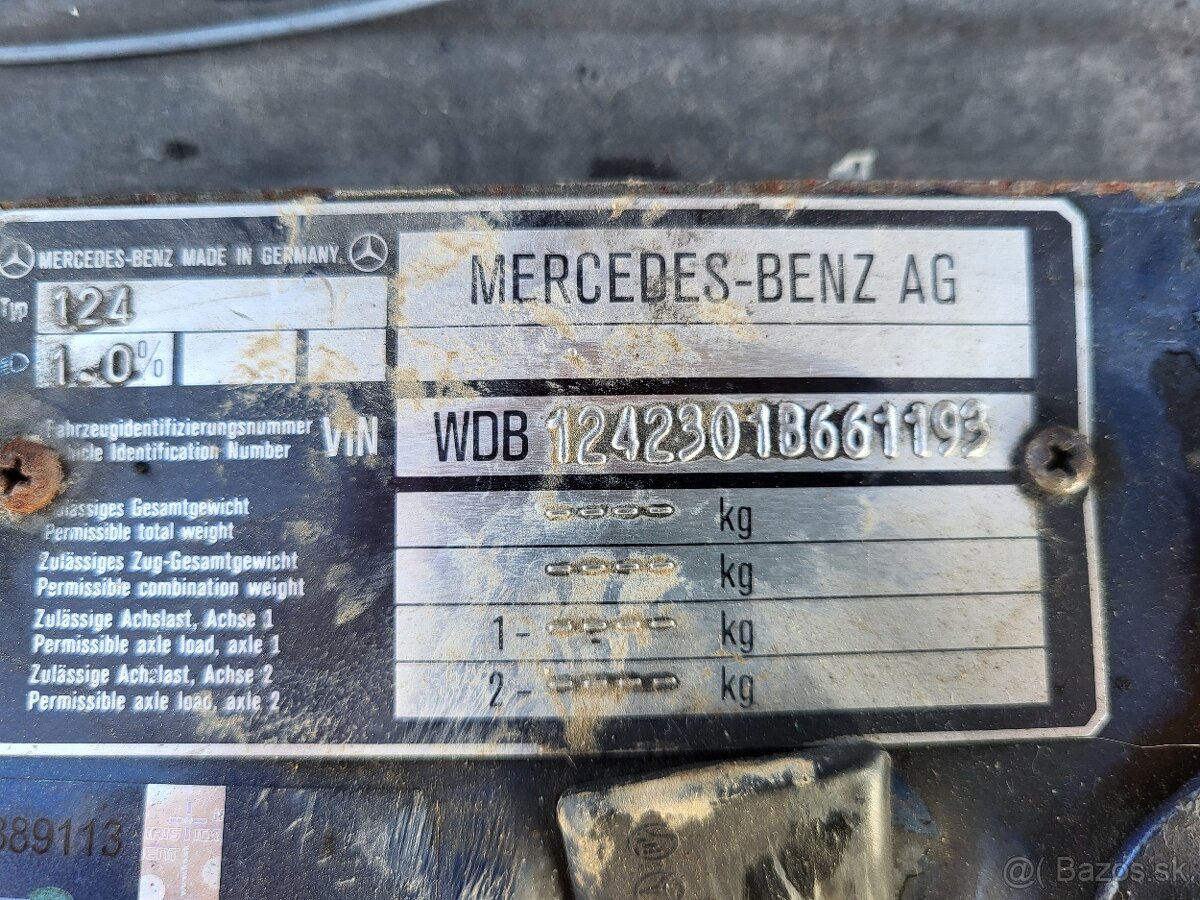 MERCEDES-BENZ MADE IN GERMANY.
MERCEDES-BENZ AG
Typ 124
1.0%
Fahrzeugidentifizierungsnummer
Vehicle Identification Number
VIN
WDB 1242301B661193
Zulässiges Gesamtgewicht
Permissible total weight
---- kg
Zulässiges Zug-Gesamtgewicht
Permissible combination weight
---- kg
Zulässige Achslast, Achse 1
Permissible axle load, axle 1
1- ---- kg
Zulässige Achslast, Achse 2
Permissible axle load, axle 2
2- ---- kg
889113
@( Bazos.sk